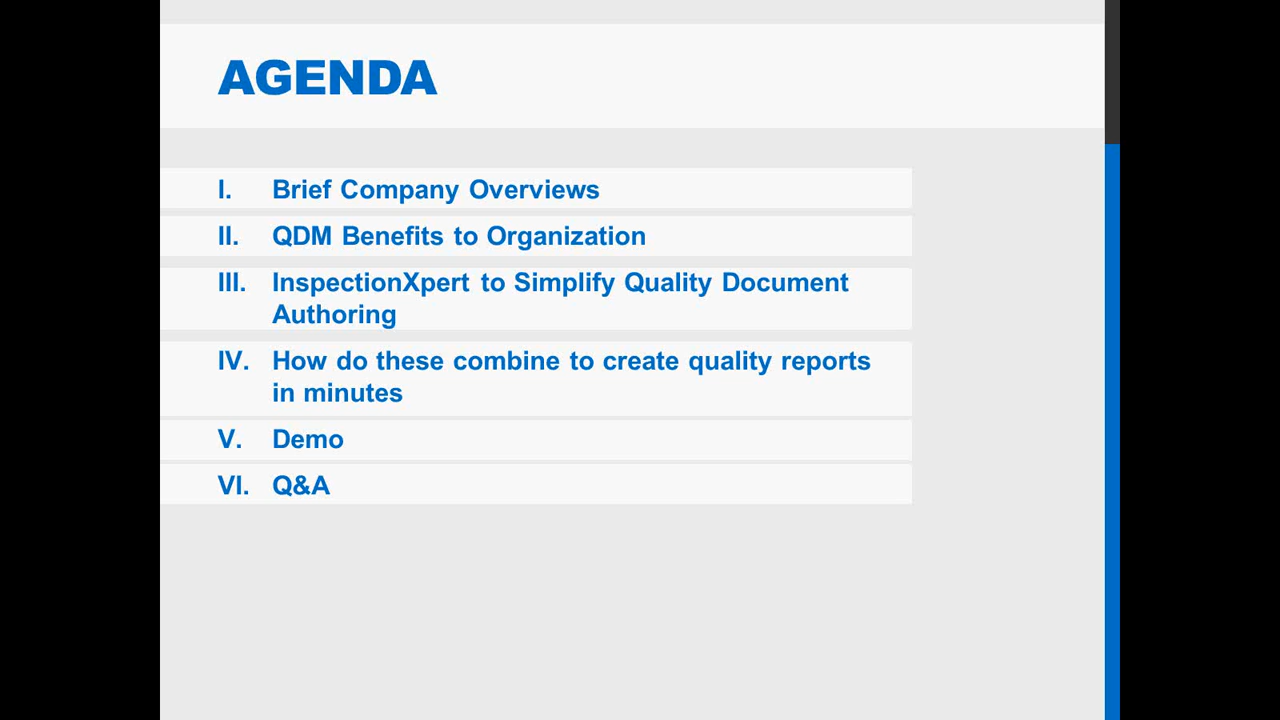 AGENDA
I. Brief Company Overviews
II. QDM Benefits to Organization
III. InspectionXpert to Simplify Quality Document
Authoring
IV. How do these combine to create quality reports
in minutes
V. Demo
VI. Q&A